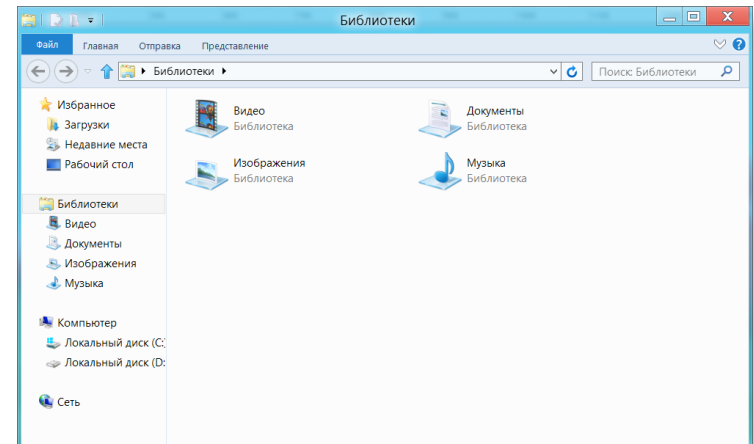 Библиотеки
Файл
Главная
Отправка
Представление
Библиотеки
Поиск: Библиотеки
Избранное
Загрузки
Недавние места
Рабочий стол
Библиотеки
Видео
Документы
Изображения
Музыка
Компьютер
Локальный диск (C:
Локальный диск (D:
Сеть
Видео
Библиотека
Документы
Библиотека
Изображения
Библиотека
Музыка
Библиотека